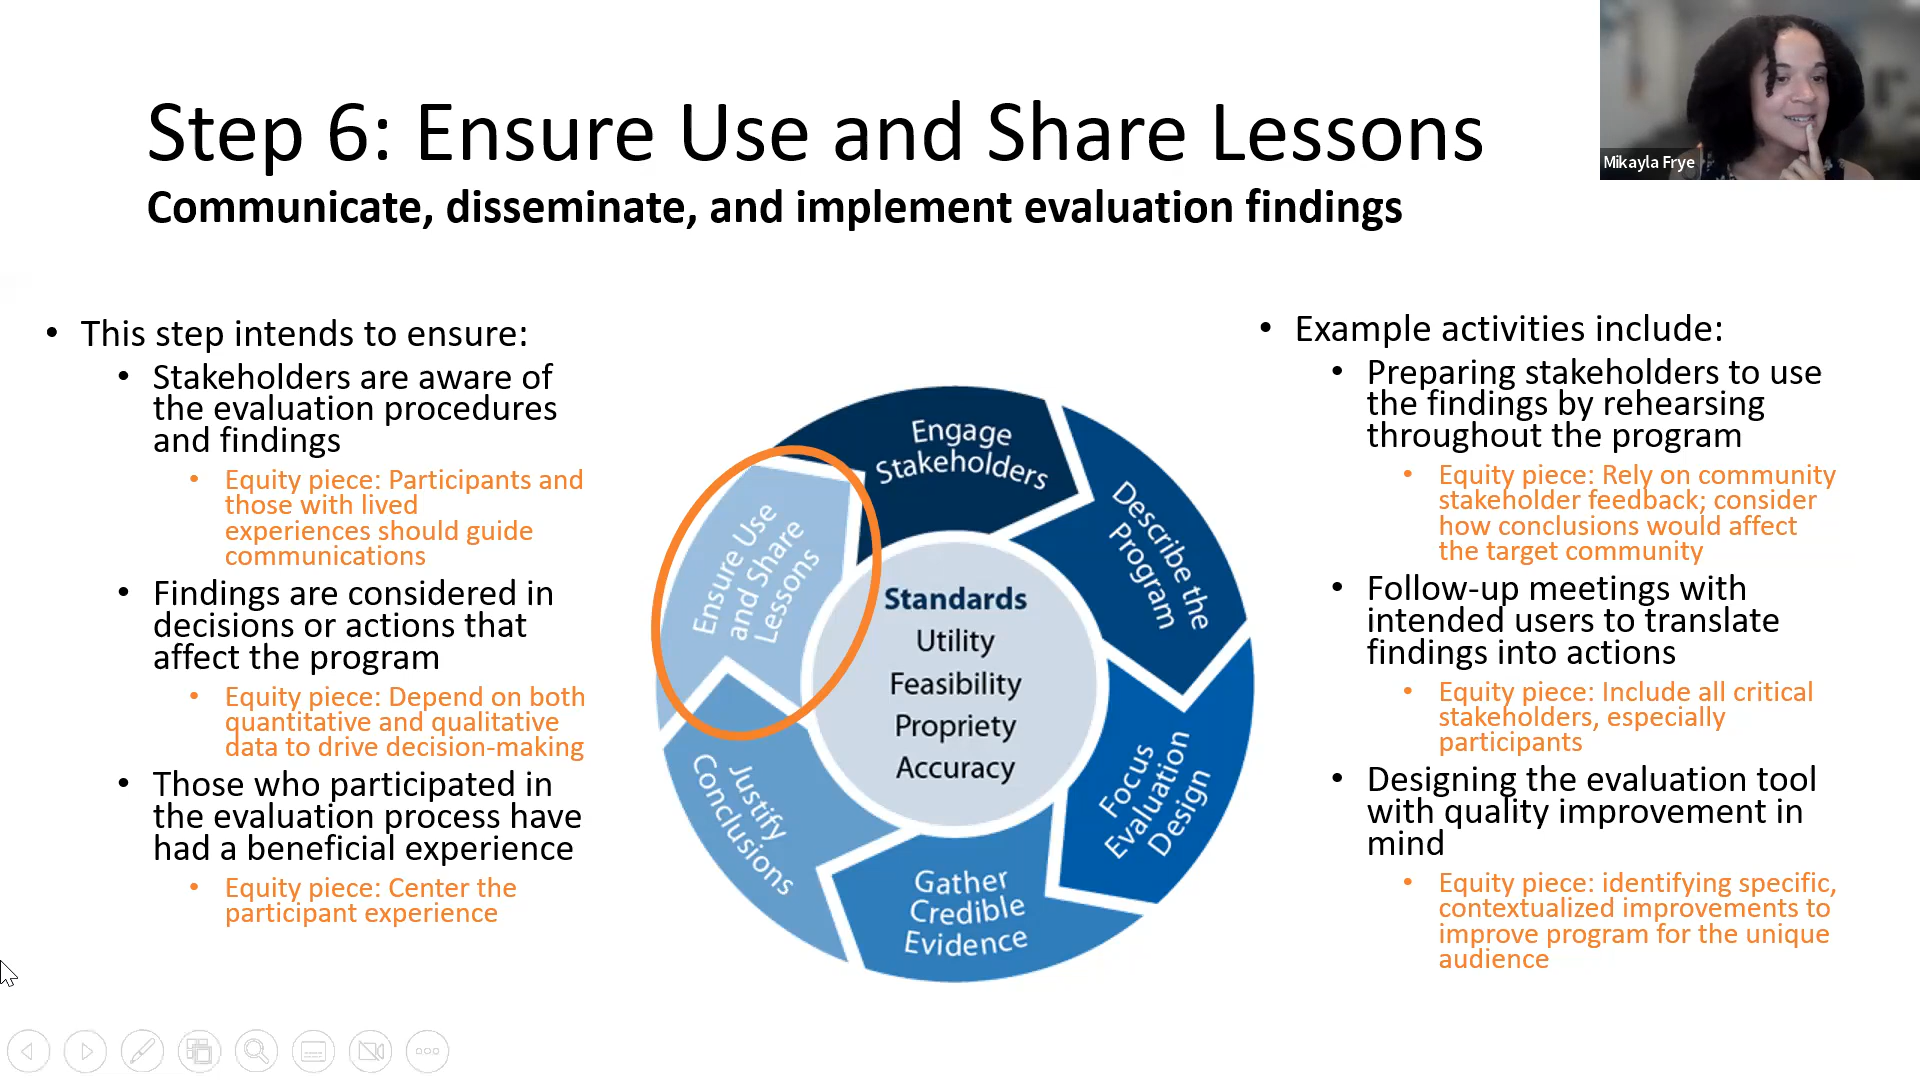 Step 6: Ensure Use and Share Lessons
Communicate, disseminate, and implement evaluation findings
Mikayla Frye
• This step intends to ensure:
• Stakeholders are aware of
the evaluation procedures
and findings
• Equity piece: Participants and
those with lived
experiences should guide
communications
• Findings are considered in
decisions or actions that
affect the program
• Equity piece: Depend on both
quantitative and qualitative
data to drive decision-making
• Those who participated in
the evaluation process have
had a beneficial experience
• Equity piece: Center the
participant experience
Engage
Stakeholders
Describe the
Program
Focus
Evaluation
Design
Gather
Credible
Evidence
Justify
Conclusions
Ensure Use
and Share
Lessons
Standards
Utility
Feasibility
Propriety
Accuracy
• Example activities include:
• Preparing stakeholders to use
the findings by rehearsing
throughout the program
• Equity piece: Rely on community
stakeholder feedback; consider
how conclusions would affect
the target community
• Follow-up meetings with
intended users to translate
findings into actions
• Equity piece: Include all critical
stakeholders, especially
participants
• Designing the evaluation tool
with quality improvement in
mind
• Equity piece: identifying specific,
contextualized improvements to
improve program for the unique
audience